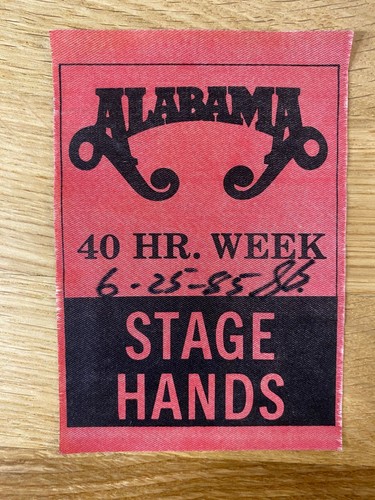 ALABAMA
40 HR. WEEK
6-25-85
STAGE
HANDS